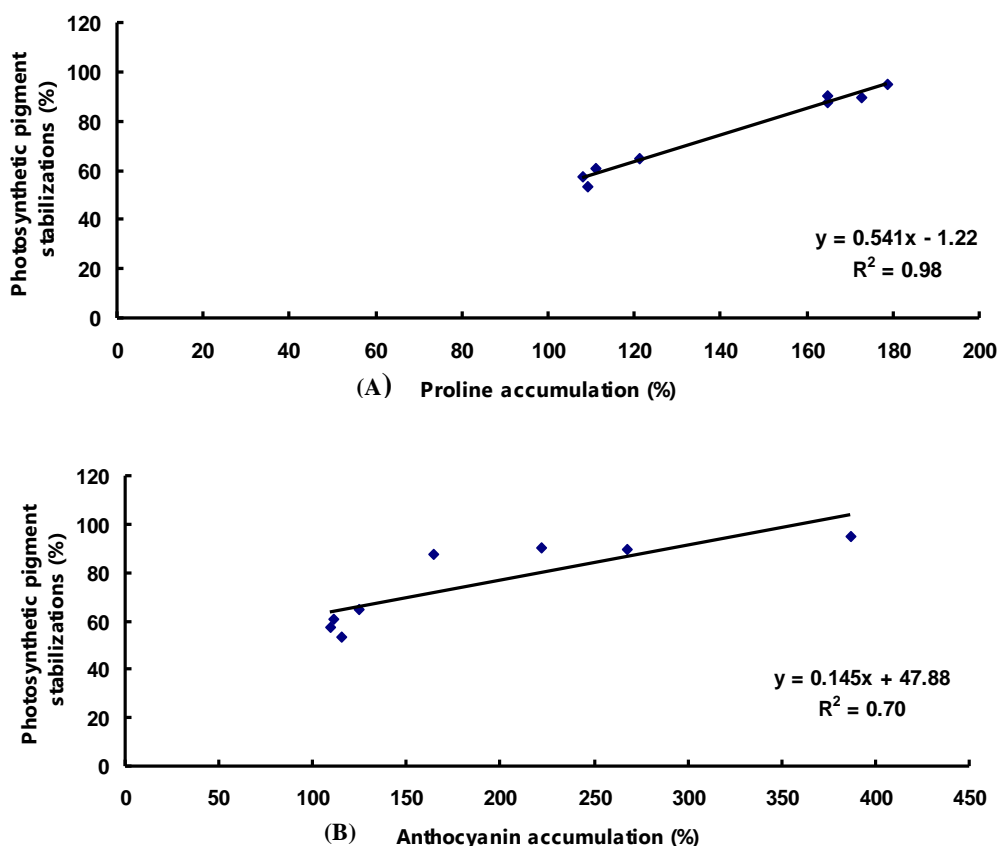 Photosynthetic pigment
stabilizations (%)
120
100
80
60
40
20
0
y = 0.541x - 1.22
R² = 0.98
0 20 40 60 80 100 120 140 160 180 200
(A) Proline accumulation (%)
Photosynthetic pigment
stabilizations (%)
120
100
80
60
40
20
0
y = 0.145x + 47.88
R² = 0.70
0 50 100 150 200 250 300 350 400 450
(B) Anthocyanin accumulation (%)